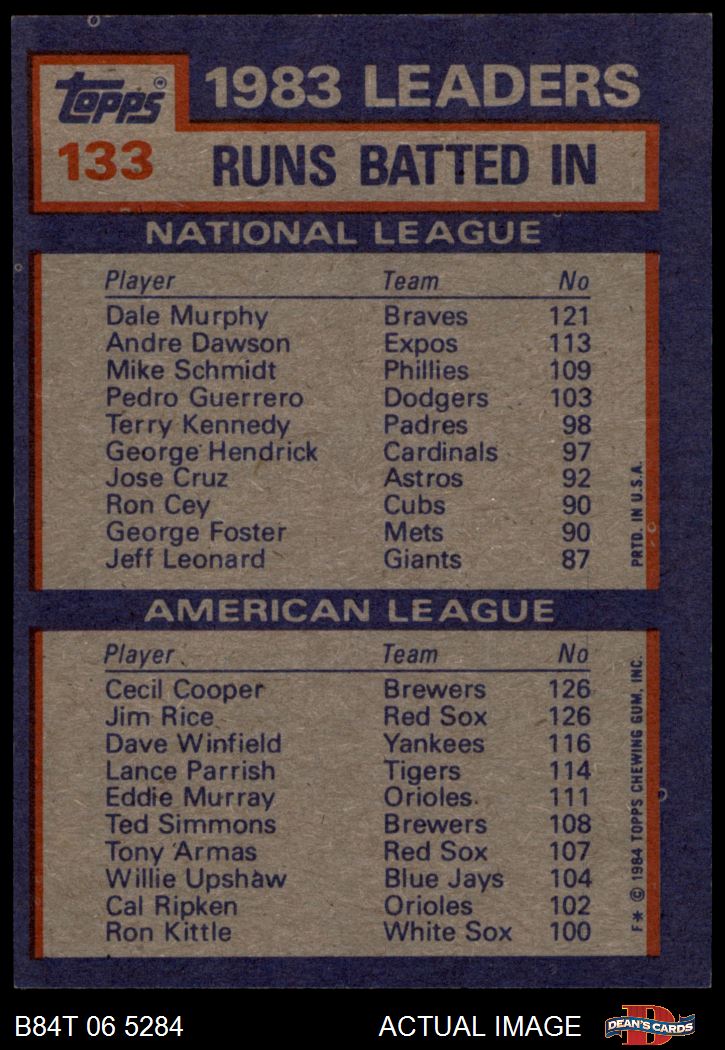 Topps ® 1983 LEADERS
133 RUNS BATTED IN
NATIONAL LEAGUE
Player Team No
Dale Murphy Braves 121
Andre Dawson Expos 113
Mike Schmidt Phillies 109
Pedro Guerrero Dodgers 103
Terry Kennedy Padres 98
George Hendrick Cardinals 97
Jose Cruz Astros 92
Ron Cey Cubs 90
George Foster Mets 90
Jeff Leonard Giants 87
PRTD. IN U.S.A.
AMERICAN LEAGUE
Player Team No
Cecil Cooper Brewers 126
Jim Rice Red Sox 126
Dave Winfield Yankees 116
Lance Parrish Tigers 114
Eddie Murray Orioles 111
Ted Simmons Brewers 108
Tony Armas Red Sox 107
Willie Upshaw Blue Jays 104
Cal Ripken Orioles 102
Ron Kittle White Sox 100
F* © 1984 TOPPS CHEWING GUM, INC.
B84T 06 5284 ACTUAL IMAGE D DEAN'S CARDS